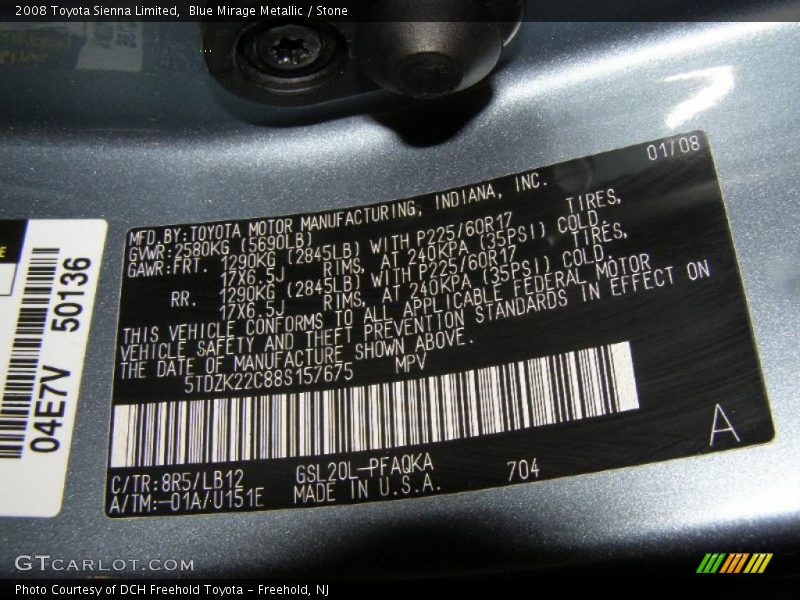 2008 Toyota Sienna Limited,  Blue Mirage Metallic / Stone
01/08
MFD.BY:TOYOTA MOTOR MANUFACTURING, INDIANA, INC.
GVWR:2580KG (5690LB)
GAWR:FRT. 1290KG (2845LB) WITH P225/60R17 TIRES,
17X6.5J RIMS, AT 240KPA (35PSI) COLD.
RR. 1290KG (2845LB) WITH P225/60R17 TIRES,
17X6.5J RIMS, AT 240KPA (35PSI) COLD.
THIS VEHICLE CONFORMS TO ALL APPLICABLE FEDERAL MOTOR
VEHICLE SAFETY AND THEFT PREVENTION STANDARDS IN EFFECT ON
THE DATE OF MANUFACTURE SHOWN ABOVE.
5TDZK22C88S157675 MPV
C/TR:8R5/LB12 GSL20L-PFAQKA 704
A/TM:-01A/U151E MADE IN U.S.A.
A
04E7V 50136
E
GTCARLOT.COM
Photo Courtesy of DCH Freehold Toyota - Freehold, NJ